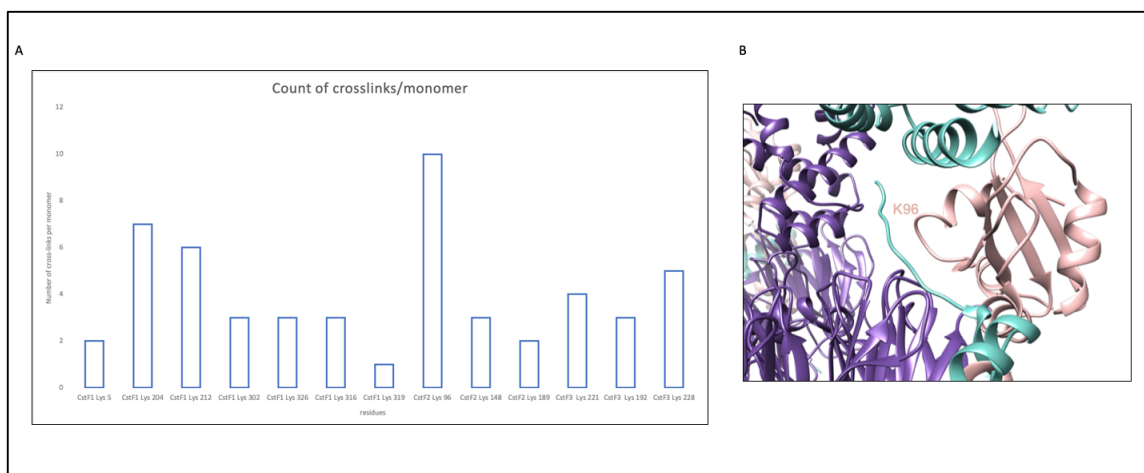 A
B
Count of crosslinks/monomer
12
10
8
6
4
2
0
Number of cross-links per monomer
CstF1 Lys 5 CstF1 Lys 204 CstF1 Lys 212 CstF1 Lys 302 CstF1 Lys 326 CstF1 Lys 316 CstF1 Lys 319 CstF2 Lys 96 CstF2 Lys 148 CstF2 Lys 189 CstF3 Lys 221 CstF3 Lys 192 CstF3 Lys 228
residues
K96